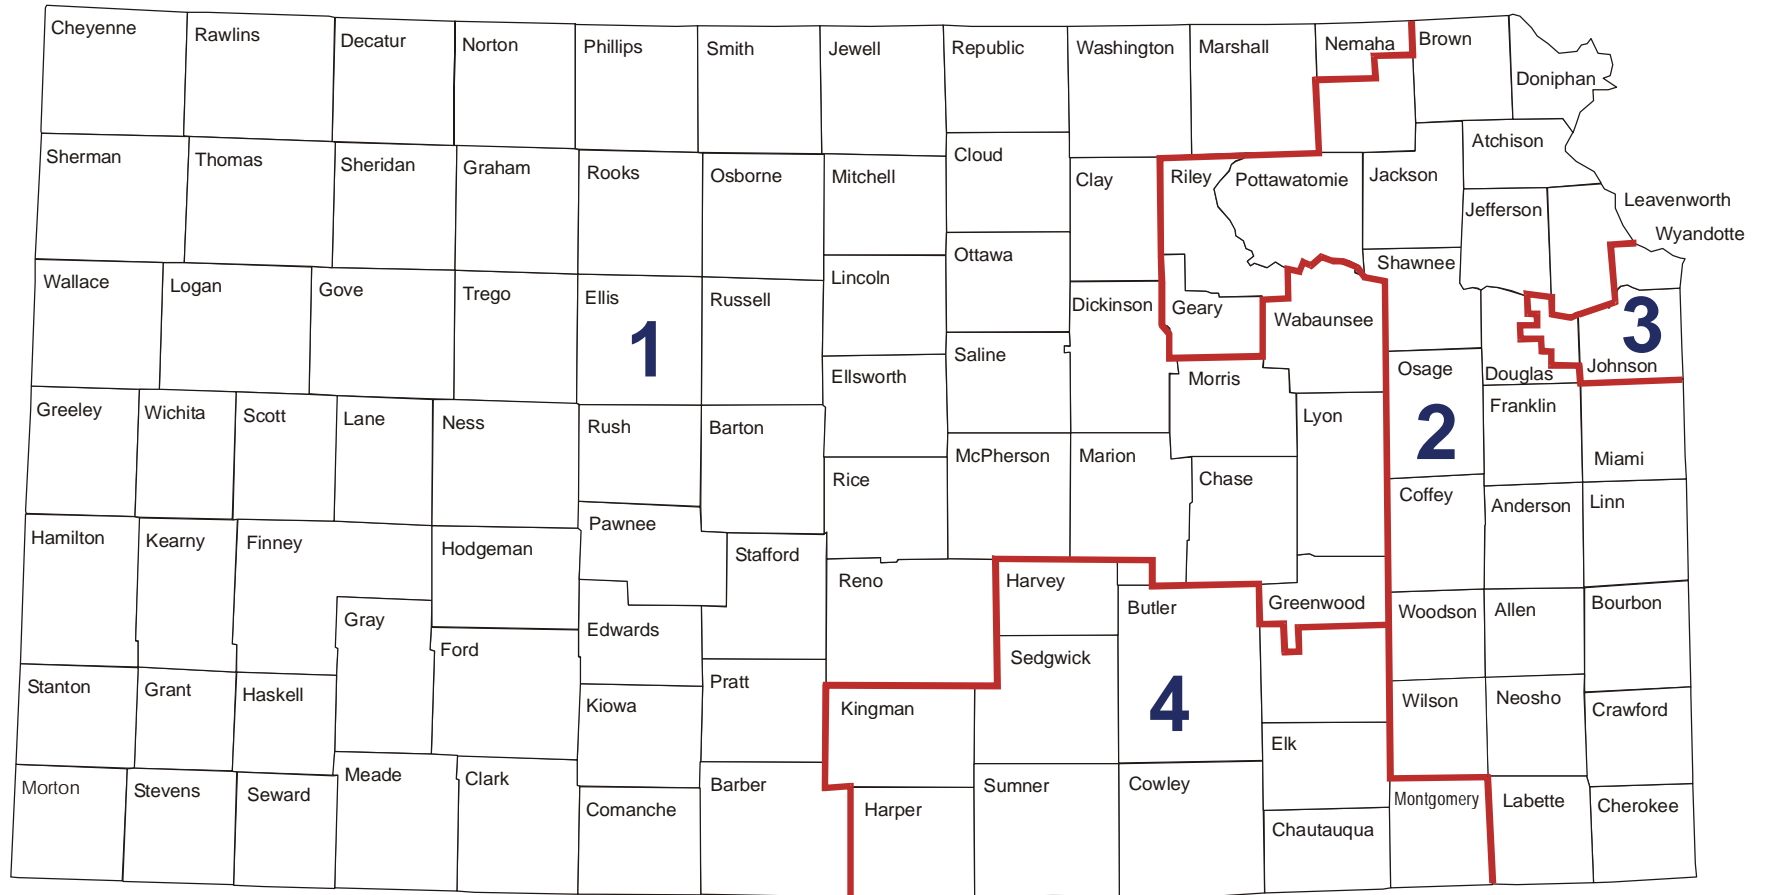 Cheyenne
Rawlins
Decatur
Norton
Phillips
Smith
Jewell
Republic
Washington
Marshall
Nemaha
Brown
Doniphan
Sherman
Thomas
Sheridan
Graham
Rooks
Osborne
Mitchell
Cloud
Clay
Riley
Pottawatomie
Jackson
Atchison
Jefferson
Leavenworth
Wyandotte
Wallace
Logan
Gove
Trego
Ellis
Russell
Lincoln
Ottawa
Dickinson
Geary
Wabaunsee
Shawnee
1
3
Saline
Ellsworth
Morris
Osage
Douglas
Johnson
Greeley
Wichita
Scott
Lane
Ness
Rush
Barton
Rice
McPherson
Marion
Chase
Lyon
2
Franklin
Miami
Coffey
Anderson
Linn
Hamilton
Kearny
Finney
Hodgeman
Pawnee
Stafford
Reno
Harvey
Butler
Greenwood
Woodson
Allen
Bourbon
Gray
Ford
Edwards
Sedgwick
Stanton
Grant
Haskell
Kiowa
Pratt
Kingman
4
Elk
Wilson
Neosho
Crawford
Morton
Stevens
Seward
Meade
Clark
Comanche
Barber
Harper
Sumner
Cowley
Chautauqua
Montgomery
Labette
Cherokee